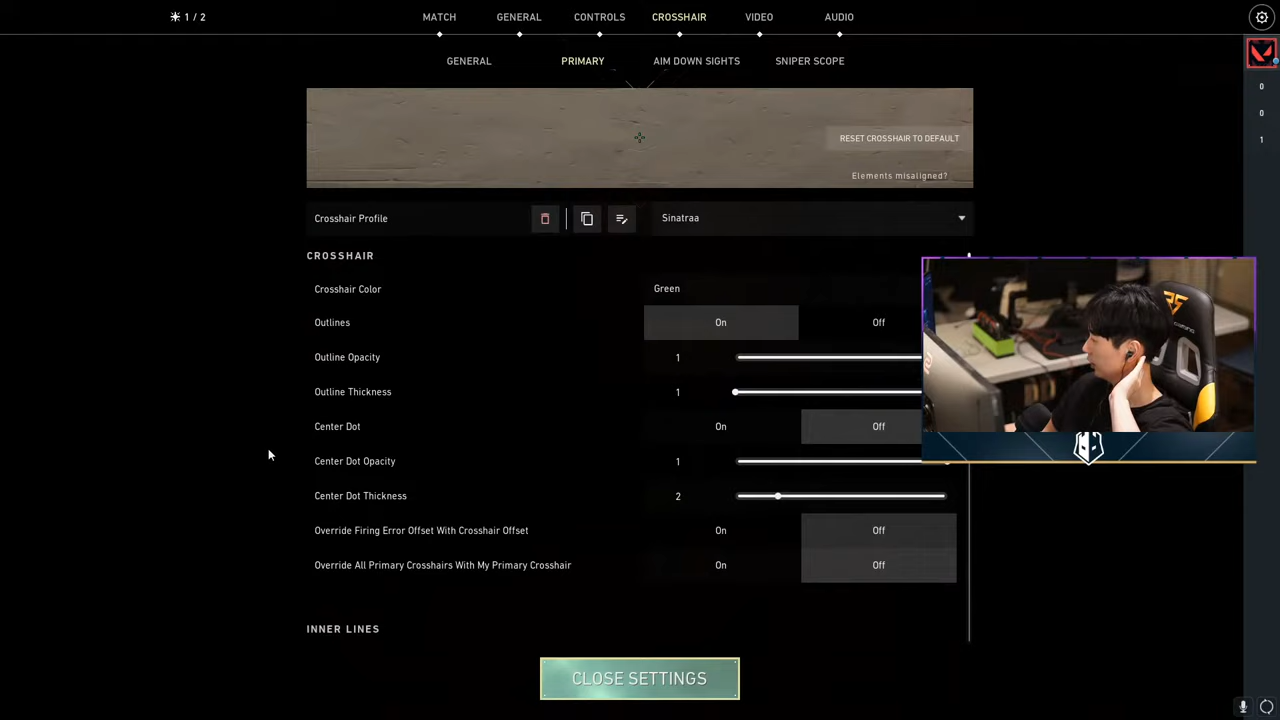 1 / 2
MATCH GENERAL CONTROLS CROSSHAIR VIDEO AUDIO
GENERAL PRIMARY AIM DOWN SIGHTS SNIPER SCOPE
0
0
1
RESET CROSSHAIR TO DEFAULT
Elements misaligned?
Crosshair Profile Sinatraa
CROSSHAIR
Crosshair Color Green
Outlines On Off
Outline Opacity 1
Outline Thickness 1
Center Dot On Off
Center Dot Opacity 1
Center Dot Thickness 2
Override Firing Error Offset With Crosshair Offset On Off
Override All Primary Crosshairs With My Primary Crosshair On Off
INNER LINES
CLOSE SETTINGS